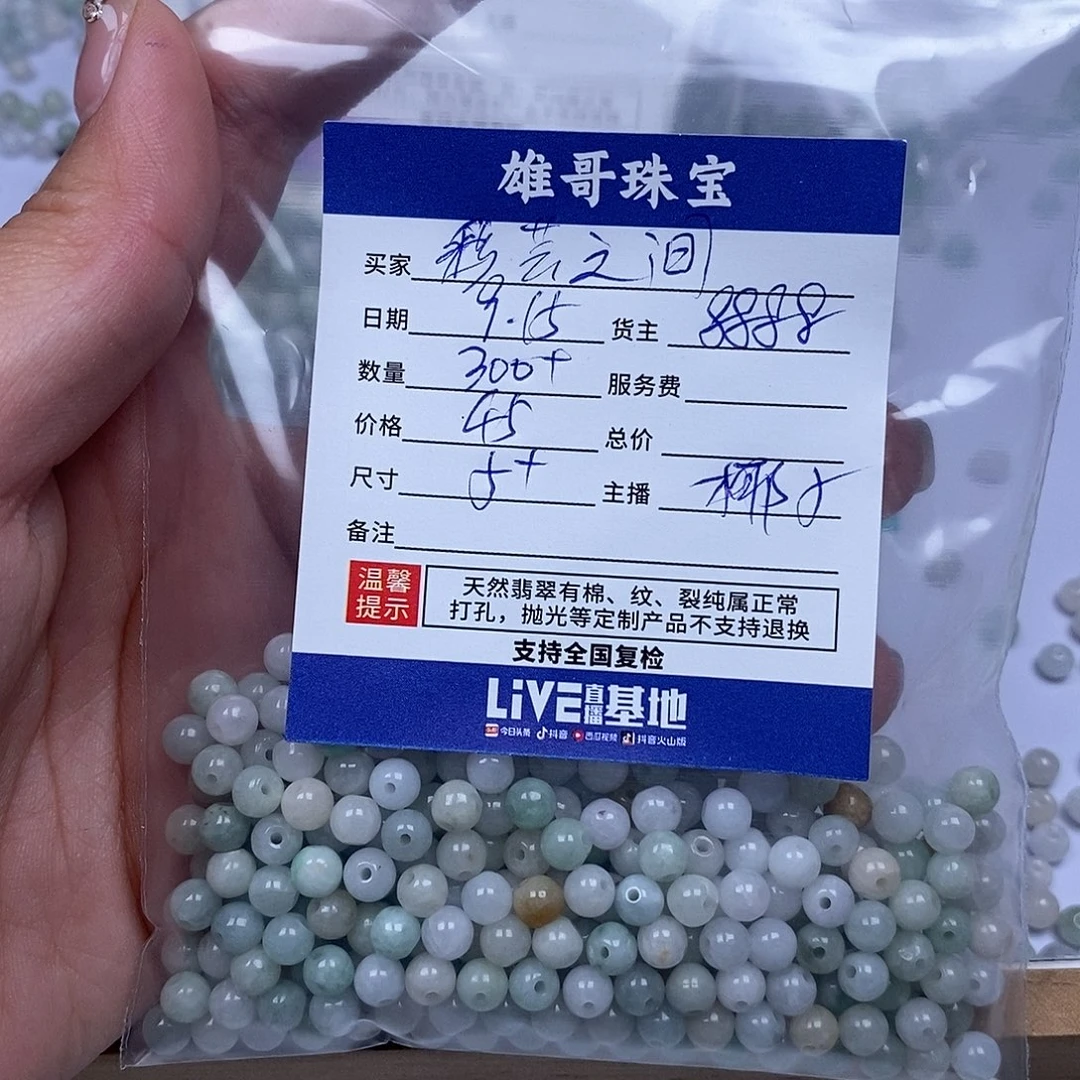 雄哥珠宝
买家 彩芸之间
日期 9.15 货主 8888
数量 300+ 服务费
价格 45 总价
尺寸 5+ 主播 椰子
备注
温馨提示
天然翡翠有棉、纹、裂纯属正常
打孔，抛光等定制产品不支持退换
支持全国复检
LiVE直播基地
今日头条 抖音 西瓜视频 抖音火山版